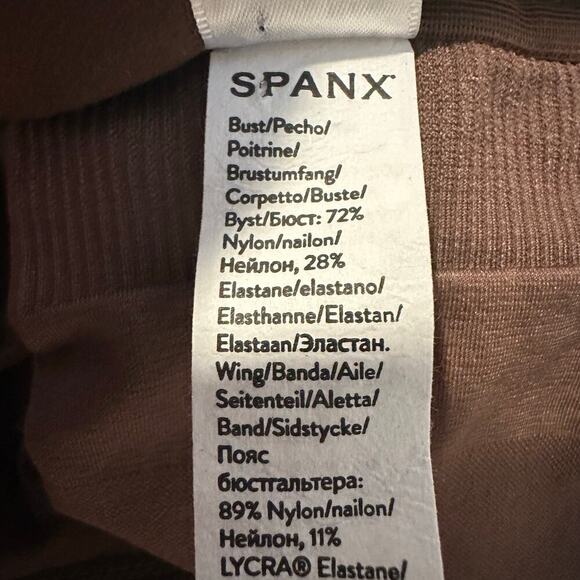 SPANX®
Bust/Pecho/
Poitrine/
Brustumfang/
Corpetto/Buste/
Byst/Бюст: 72%
Nylon/nailon/
Нейлон, 28%
Elastane/elastano/
Elasthanne/Elastan/
Elastaan/Эластан.
Wing/Banda/Aile/
Seitenteil/Aletta/
Band/Sidstycke/
Пояс
бюстгальтера:
89% Nylon/nailon/
Нейлон, 11%
LYCRA® Elastane/